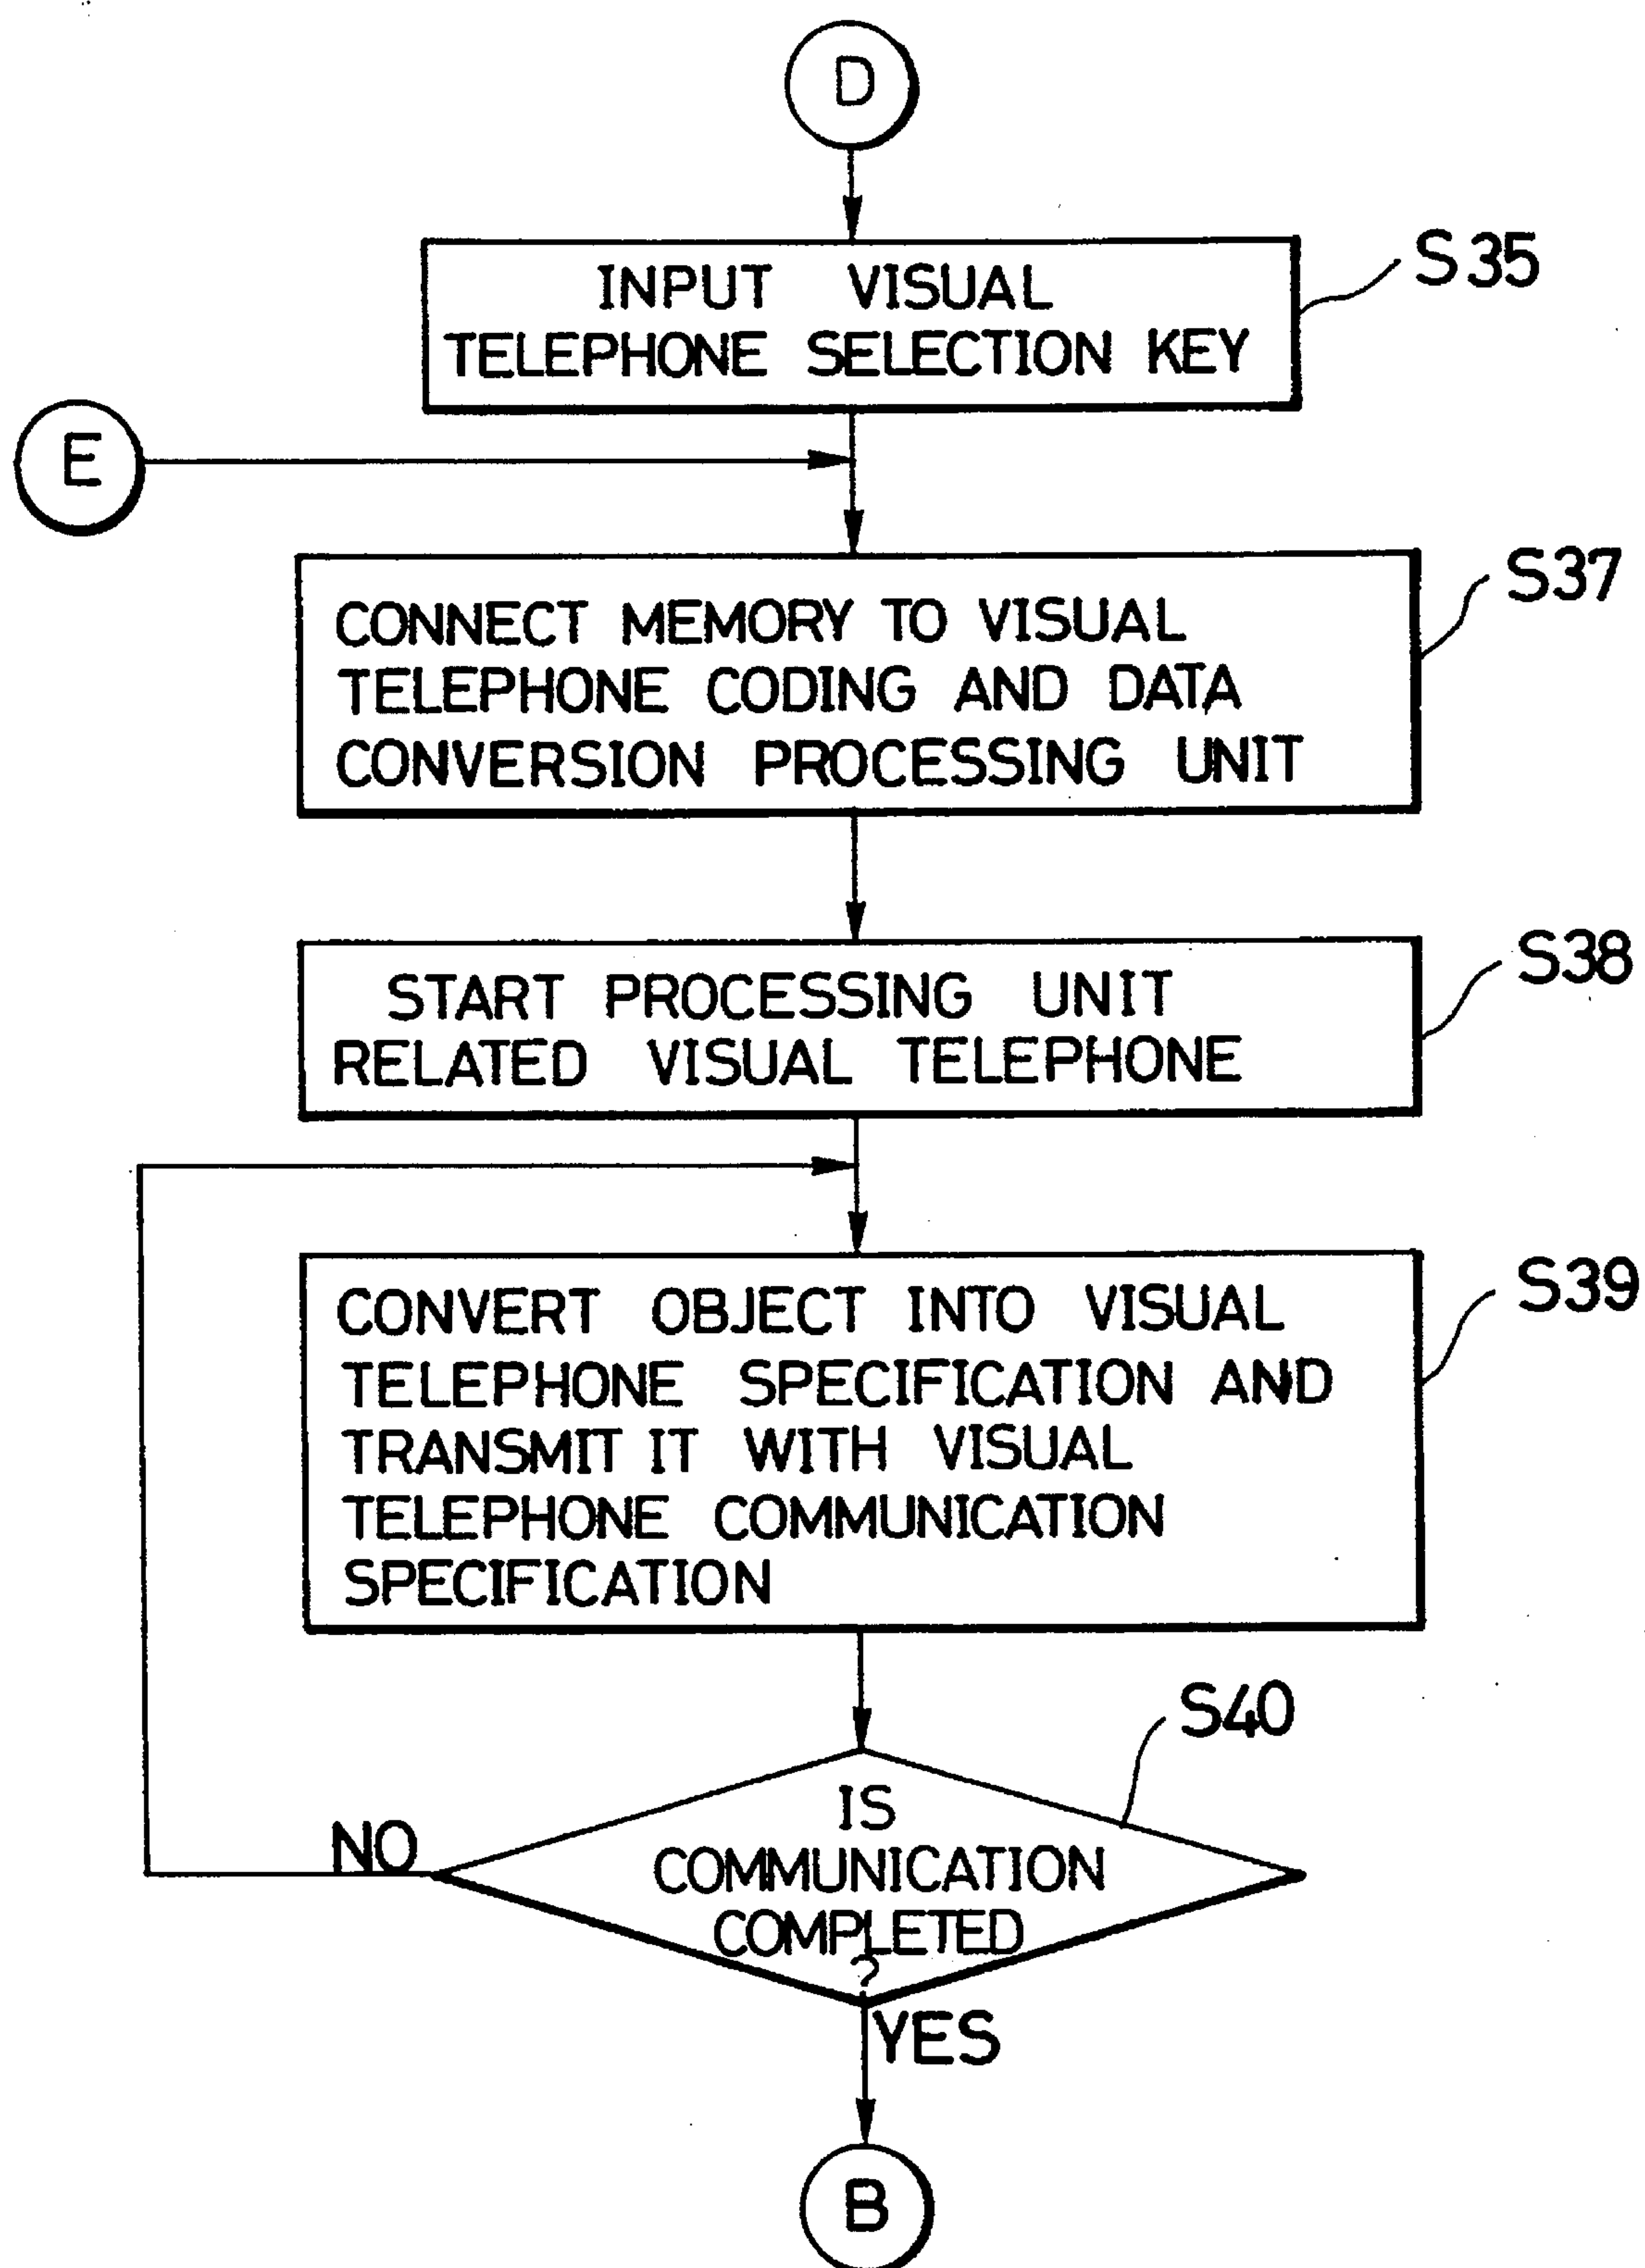 D
INPUT VISUAL
TELEPHONE SELECTION KEY
S35
E
CONNECT MEMORY TO VISUAL
TELEPHONE CODING AND DATA
CONVERSION PROCESSING UNIT
S37
START PROCESSING UNIT
RELATED VISUAL TELEPHONE
S38
CONVERT OBJECT INTO VISUAL
TELEPHONE SPECIFICATION AND
TRANSMIT IT WITH VISUAL
TELEPHONE COMMUNICATION
SPECIFICATION
S39
S40
IS
COMMUNICATION
COMPLETED
?
NO
YES
B